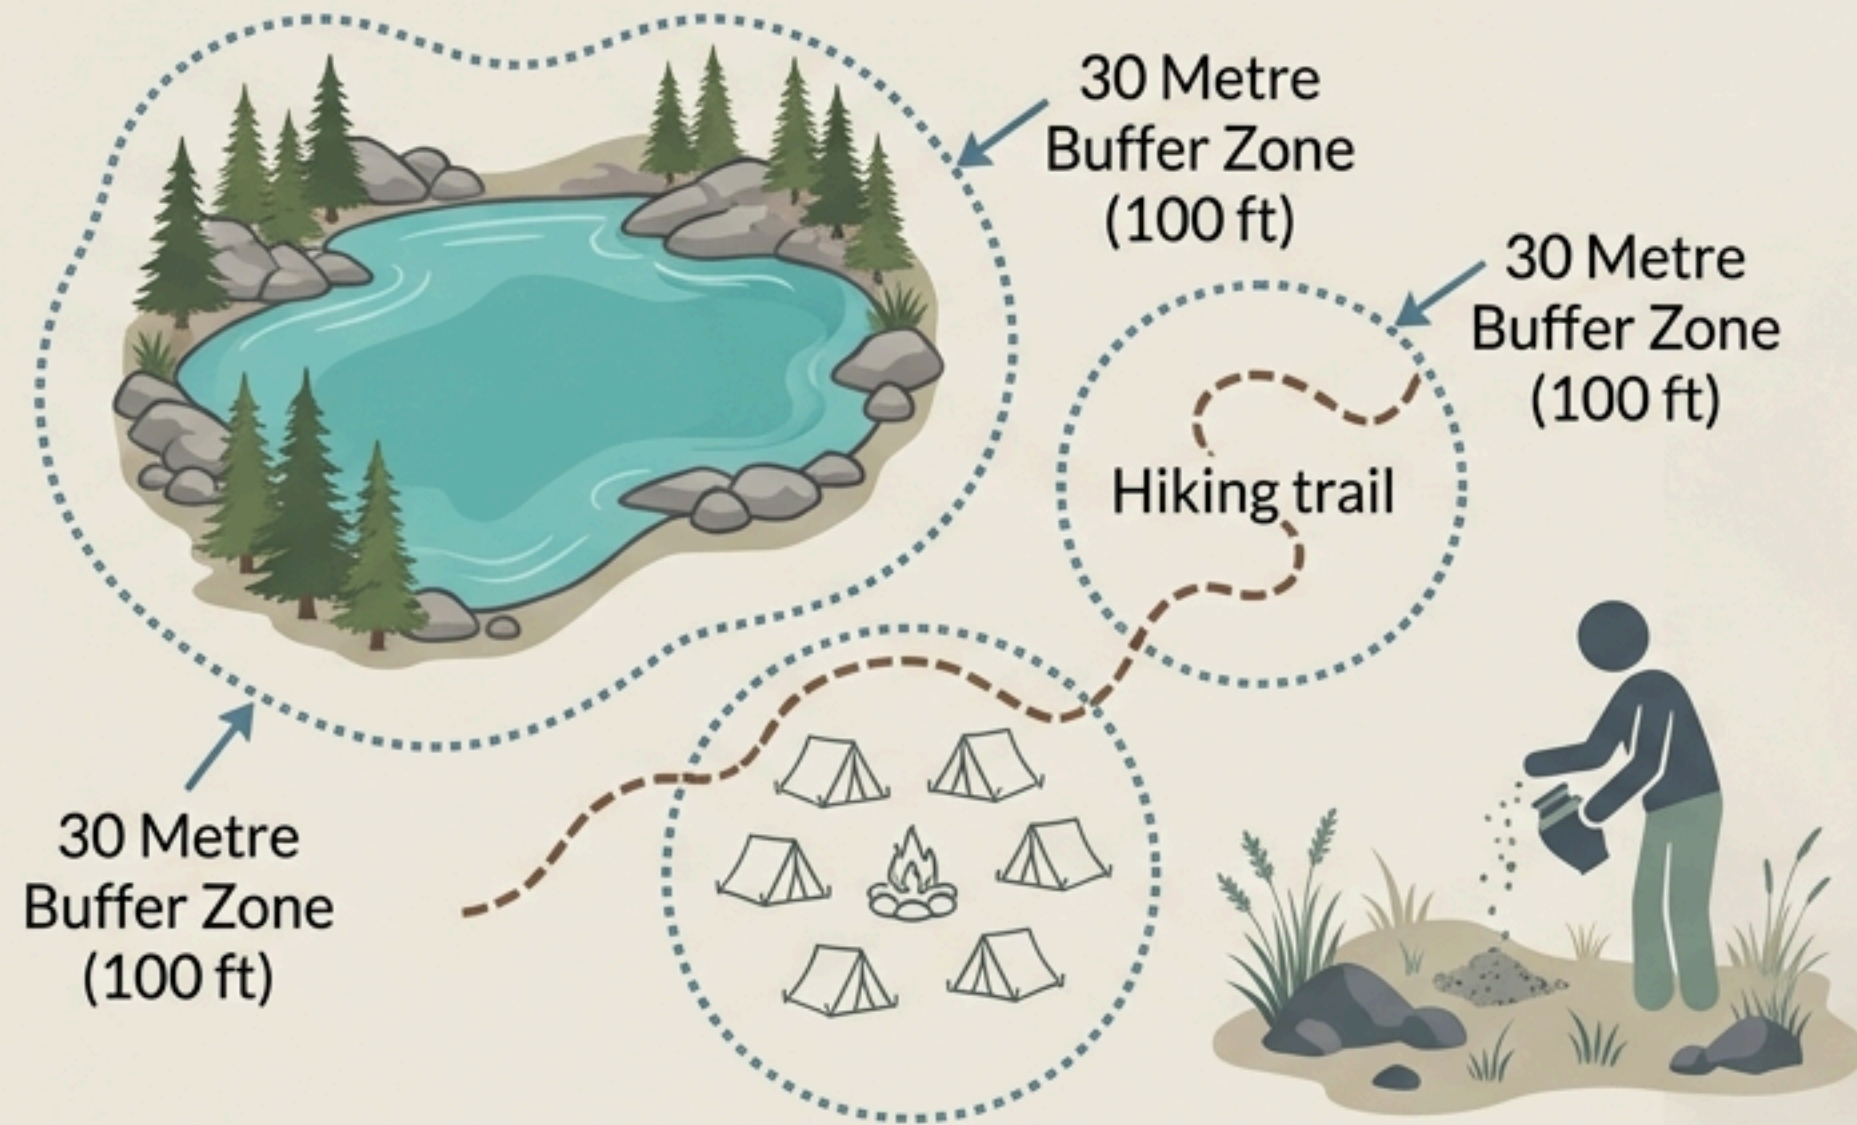 30 Metre
Buffer Zone
(100 ft)
30 Metre
Buffer Zone
(100 ft)
Hiking trail
30 Metre
Buffer Zone
(100 ft)